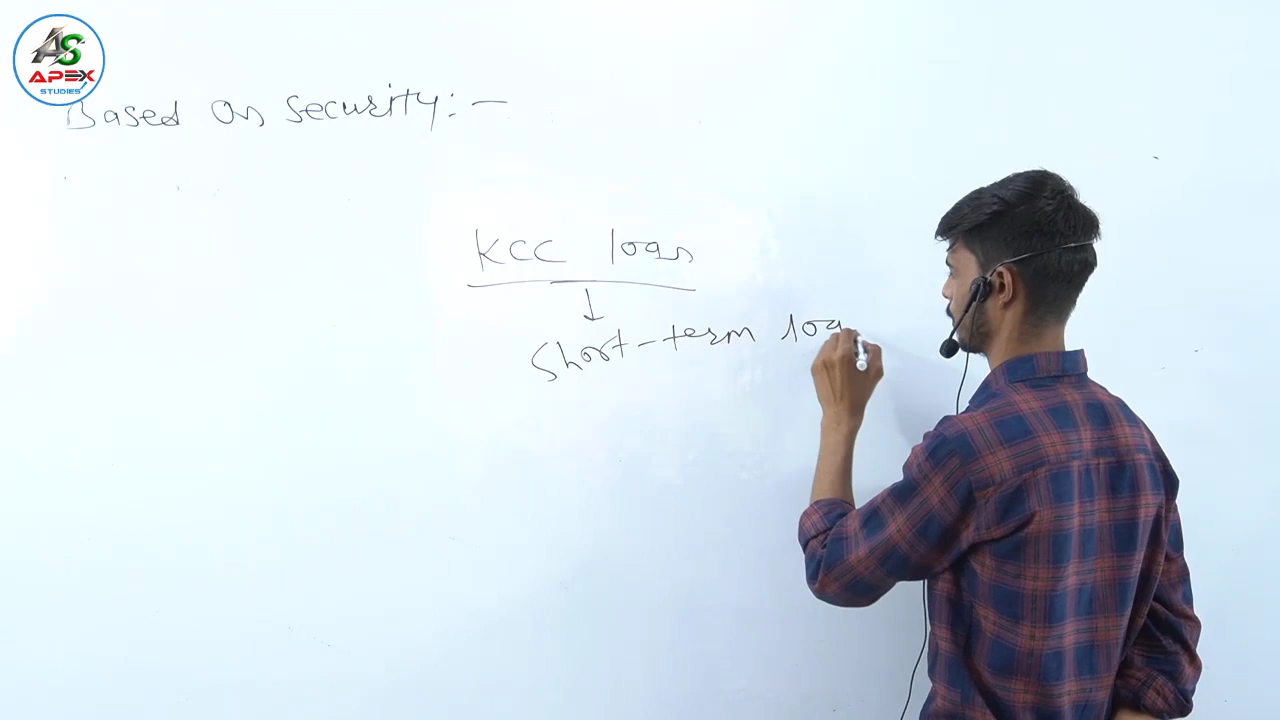 AS
APEX
STUDIES
Based on security:-
KCC loan
↓
Short-term loa